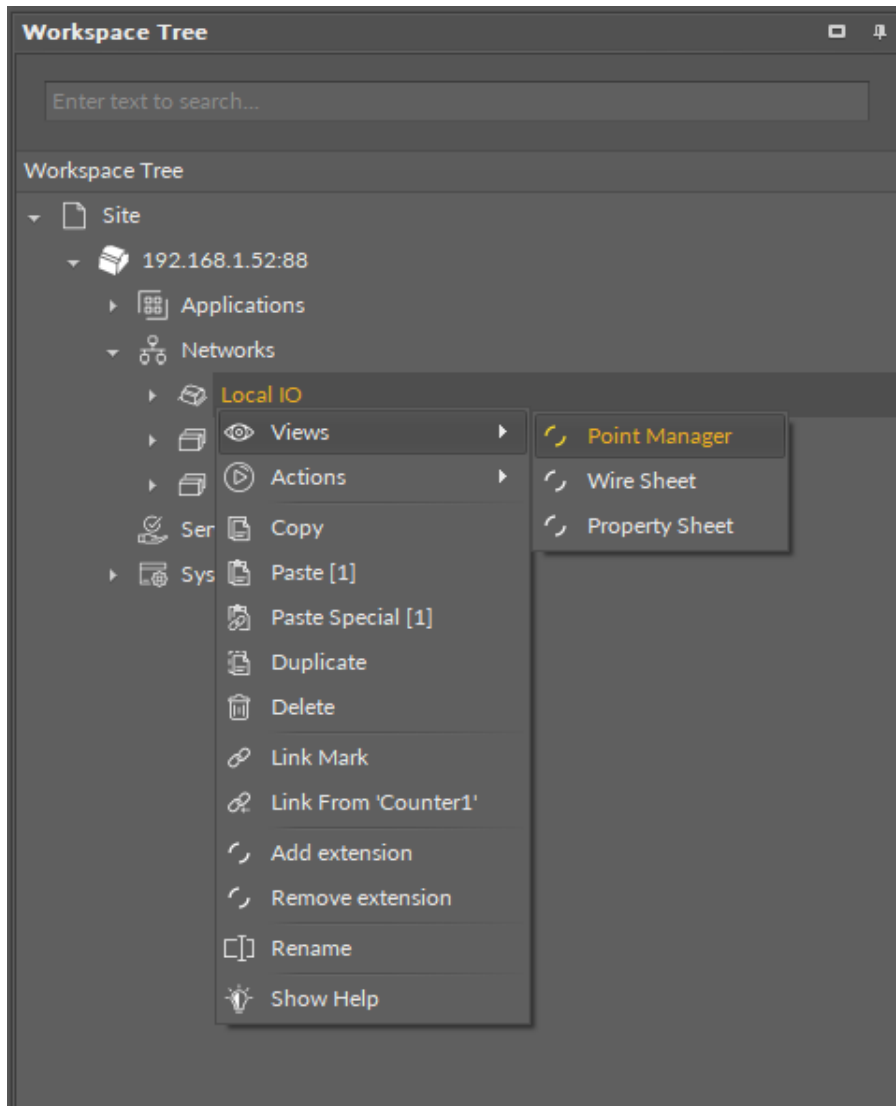 Workspace Tree
Enter text to search...
Workspace Tree
Site
192.168.1.52:88
Applications
Networks
Local IO
Views
Point Manager
Actions
Wire Sheet
Copy
Property Sheet
Ser
Paste [1]
Sys
Paste Special [1]
Duplicate
Delete
Link Mark
Link From 'Counter1'
Add extension
Remove extension
Rename
Show Help